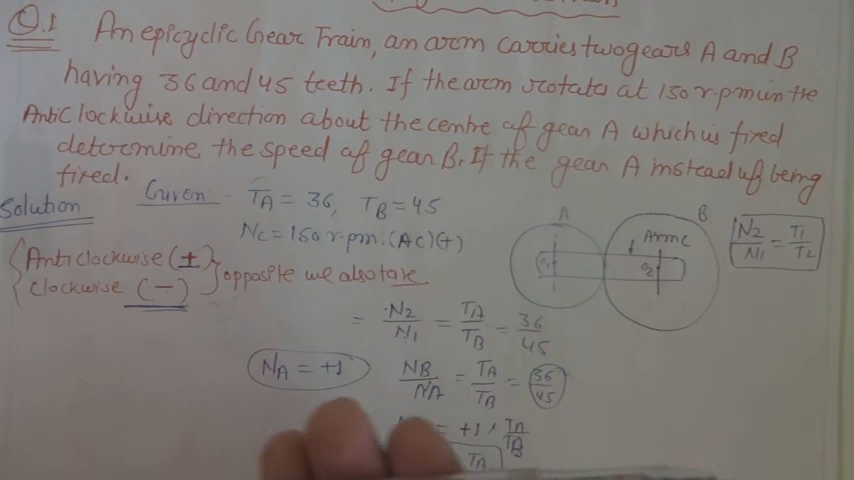 Q.1 An epicyclic Gear Train, an arm carries two gears A and B
having 36 and 45 teeth. If the arm rotates at 150 r.pm in the
AntiClockwise direction about the centre of gear A which is fixed
determine the speed of gear B. If the gear A instead of being
fixed.
Solution Given - TA = 36, TB = 45
NC = 150 r.pm. (AC)(+)
Anticlockwise (+)
Clockwise (-)
opposite we also take
A B
Arm C
N2/N1 = T1/T2
= N2/N1 = TA/TB = 36/45
NA = +1
NB/NA = TA/TB = 36/45
= +1 × TA/TB
TA